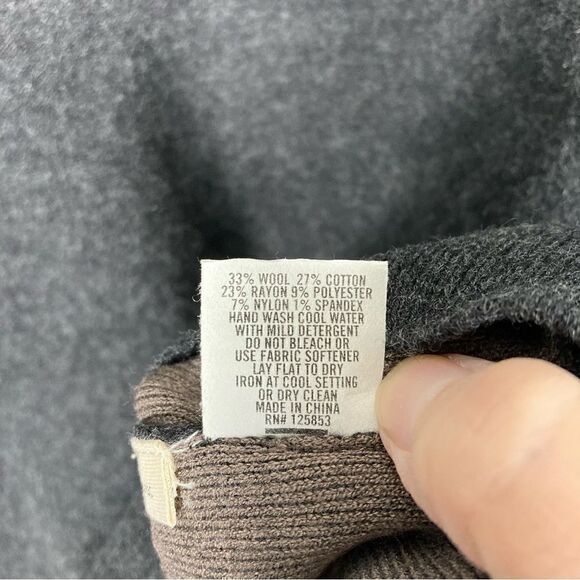 33% WOOL 27% COTTON
23% RAYON 9% POLYESTER
7% NYLON 1% SPANDEX
HAND WASH COOL WATER
WITH MILD DETERGENT
DO NOT BLEACH OR
USE FABRIC SOFTENER
LAY FLAT TO DRY
IRON AT COOL SETTING
OR DRY CLEAN
MADE IN CHINA
RN# 125853